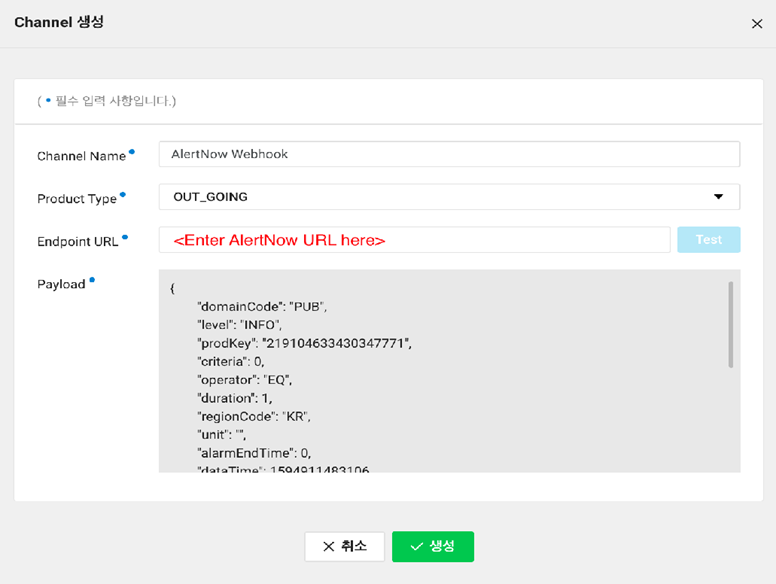 Channel 생성
( • 필수 입력 사항입니다.)
Channel Name
AlertNow Webhook
Product Type
OUT_GOING
Endpoint URL
<Enter AlertNow URL here>
Test
Payload
{
"domainCode": "PUB",
"level": "INFO",
"prodKey": "219104633430347771",
"criteria": 0,
"operator": "EQ",
"duration": 1,
"regionCode": "KR",
"unit": "",
"alarmEndTime": 0,
"dataTime": 1594911483106
취소
생성